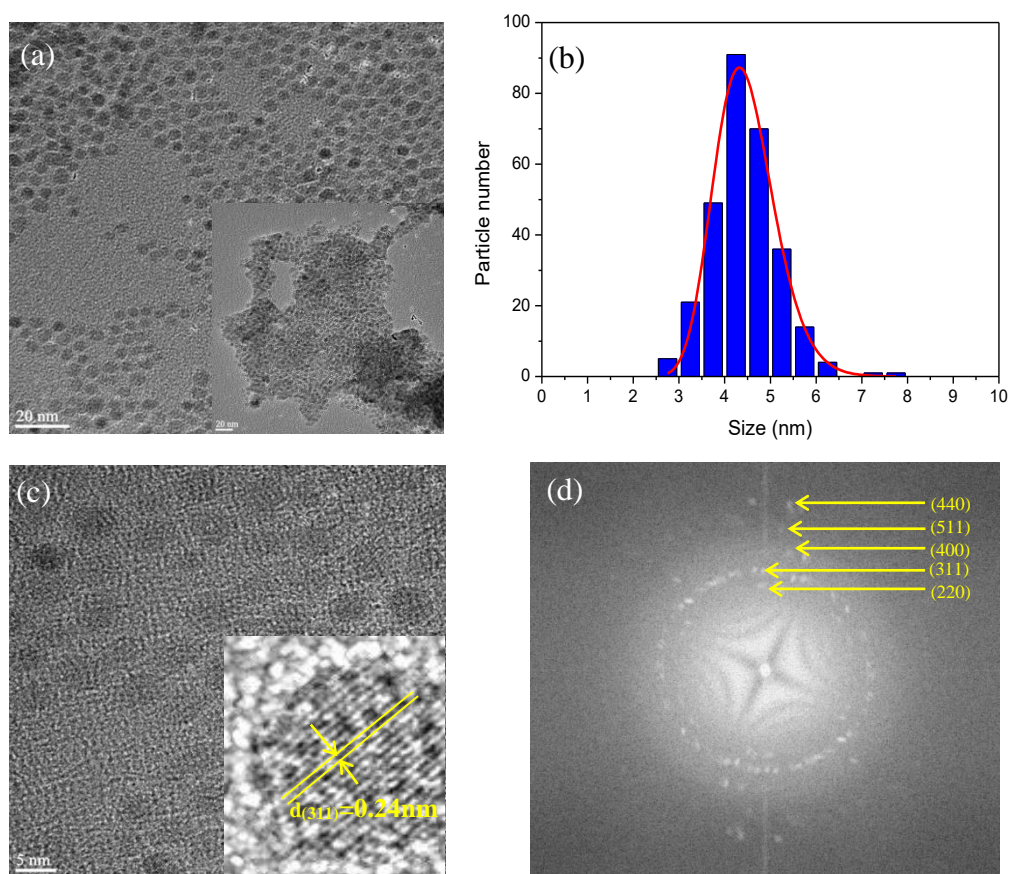 (a)
20 nm
20 nm
(b)
100
80
60
40
20
0
Particle number
0 1 2 3 4 5 6 7 8 9 10
Size (nm)
(c)
5 nm
d(311)=0.24nm
(d)
(440)
(511)
(400)
(311)
(220)